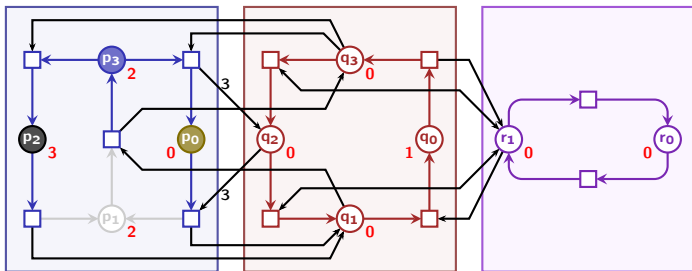 p₃ 2 q₃ 0
3
p₂ 3 p₀ 0 q₂ 0 q₀ 1 r₁ 0 r₀ 0
3
p₁ 2 q₁ 0